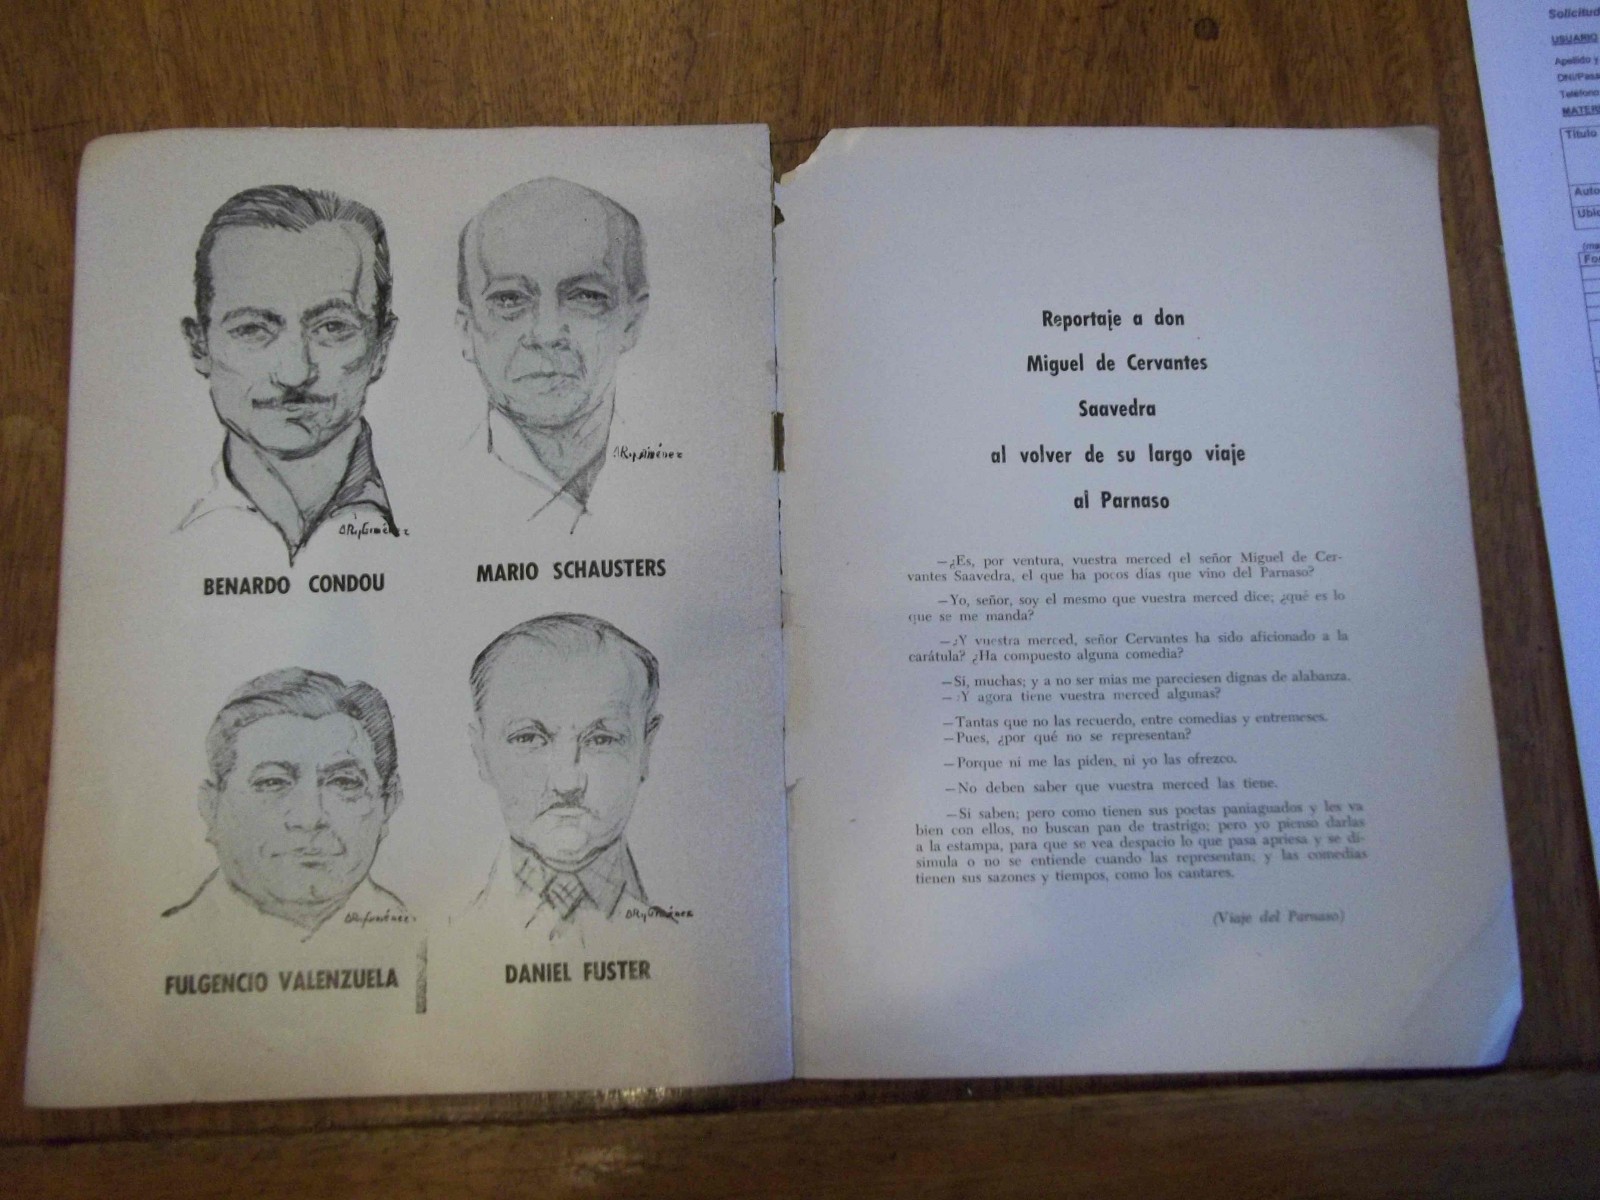 BENARDO CONDOU
MARIO SCHAUSTERS
FULGENCIO VALENZUELA
DANIEL FUSTER
Reportaje a don
Miguel de Cervantes
Saavedra
al volver de su largo viaje
al Parnaso
—¿Es, por ventura, vuestra merced el señor Miguel de Cer-
vantes Saavedra, el que ha pocos días que vino del Parnaso?
—Yo, señor, soy el mesmo que vuestra merced dice; ¿qué es lo
que se me manda?
—¿Y vuestra merced, señor Cervantes ha sido aficionado a la
carátula? ¿Ha compuesto alguna comedia?
—Si, muchas; y a no ser mias me pareciesen dignas de alabanza.
—¿Y agora tiene vuestra merced algunas?
—Tantas que no las recuerdo, entre comedias y entremeses.
—Pues, ¿por qué no se representan?
—Porque ni me las piden, ni yo las ofrezco.
—No deben saber que vuestra merced las tiene.
—Si saben; pero como tienen sus poetas paniaguados y les va
bien con ellos, no buscan pan de trastrigo; pero yo pienso darlas
a la estampa, para que se vea despacio lo que pasa apriesa y se di-
simula o no se entiende cuando las representan; y las comedias
tienen sus sazones y tiempos, como los cantares.
(Viaje del Parnaso)
Solicitud
USUARIO
Apellido y
Teléfono
Título